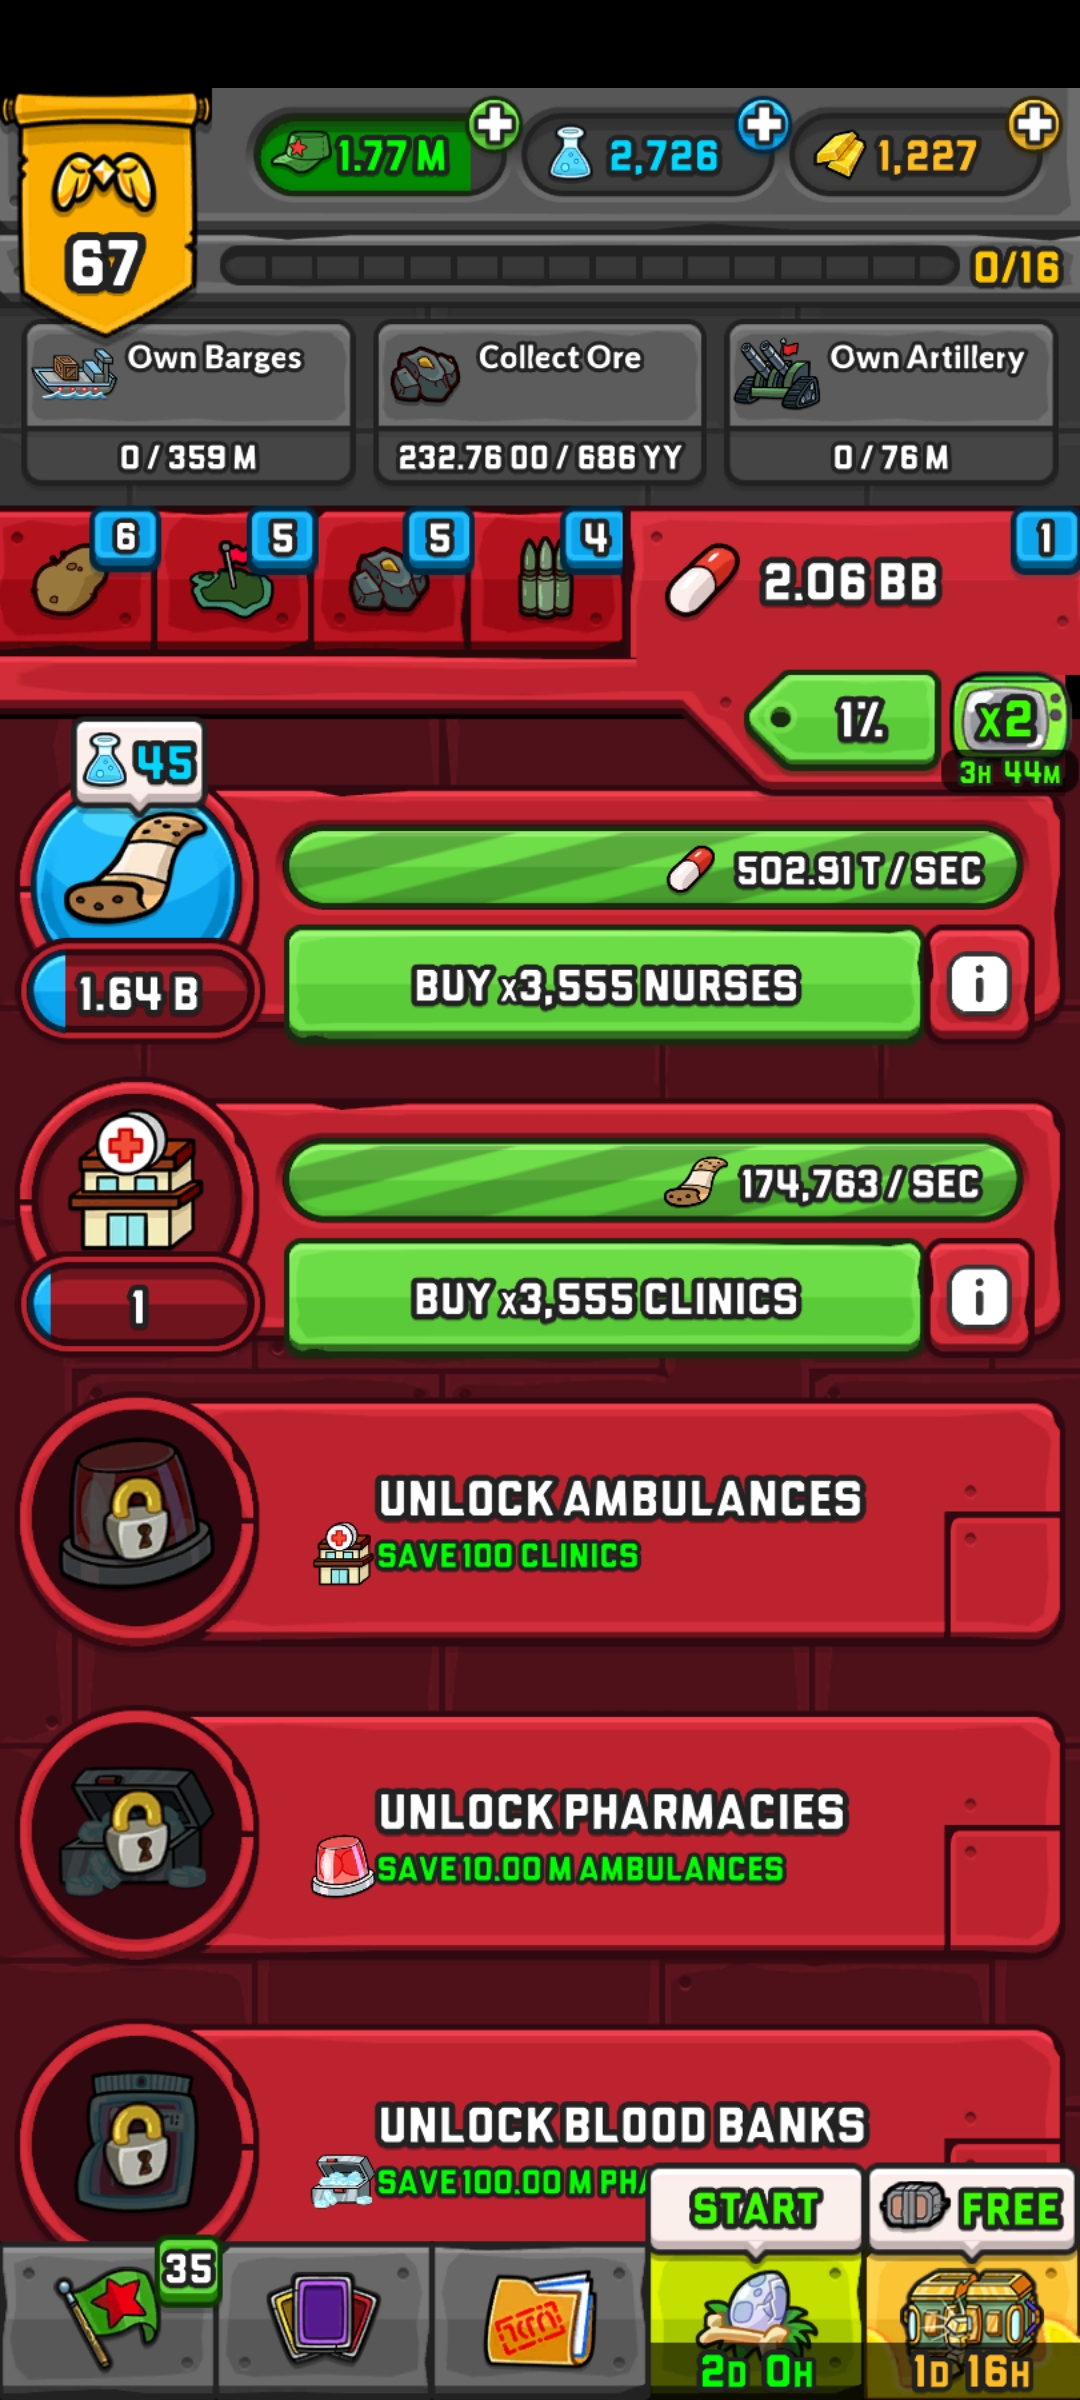 1.77 M
2,726
1,227
67
0/16
Own Barges
Collect Ore
Own Artillery
0 / 359 M
232.76 OO / 686 YY
0 / 76 M
6
5
5
4
1
2.06 BB
1%
x2
3H 44M
45
502.91 T / SEC
1.64 B
BUY x3,555 NURSES
i
174,763 / SEC
1
BUY x3,555 CLINICS
i
UNLOCK AMBULANCES
SAVE 100 CLINICS
UNLOCK PHARMACIES
SAVE 10.00 M AMBULANCES
UNLOCK BLOOD BANKS
SAVE 100.00 M PHA
START
FREE
35
2D 0H
1D 16H